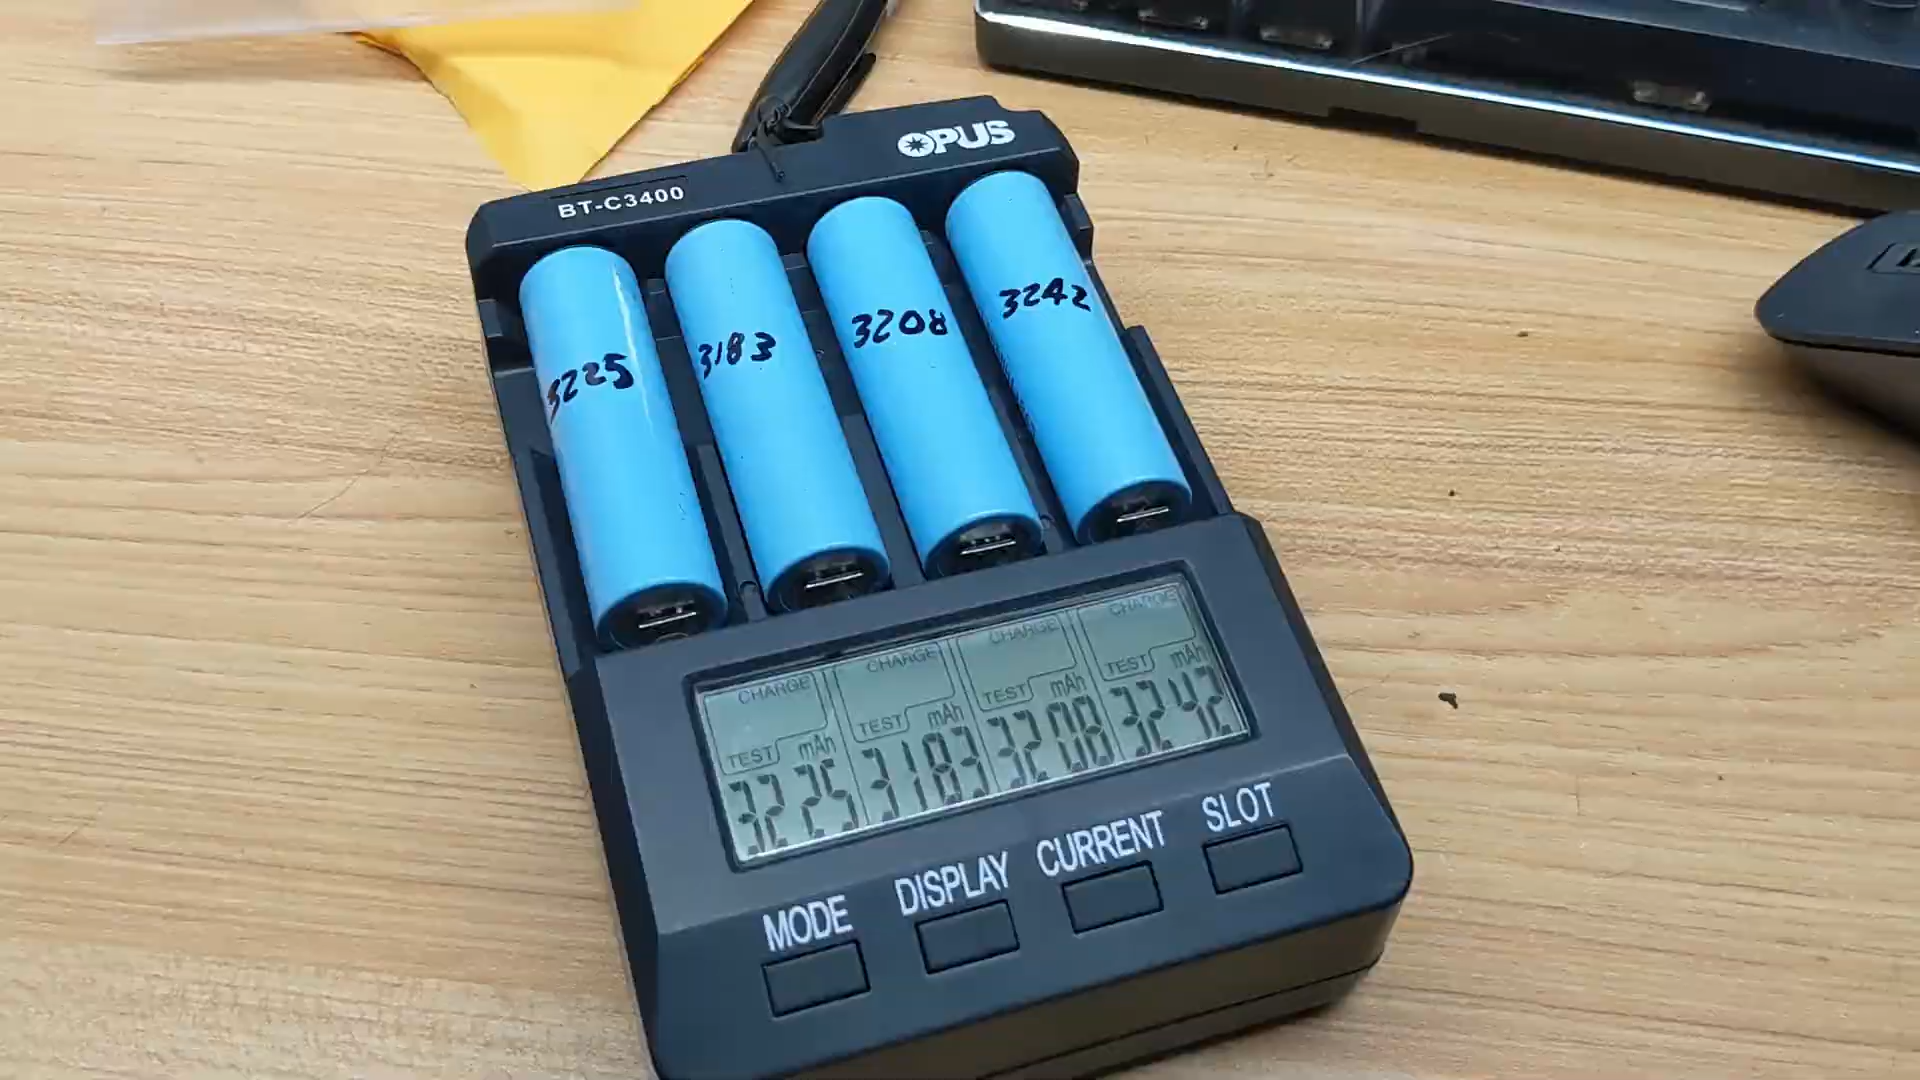 OPUS
BT-C3400
3225
3183
3208
3242
CHARGE CHARGE CHARGE CHARGE
TEST mAh TEST mAh TEST mAh TEST mAh
3225 3183 3208 3242
MODE DISPLAY CURRENT SLOT